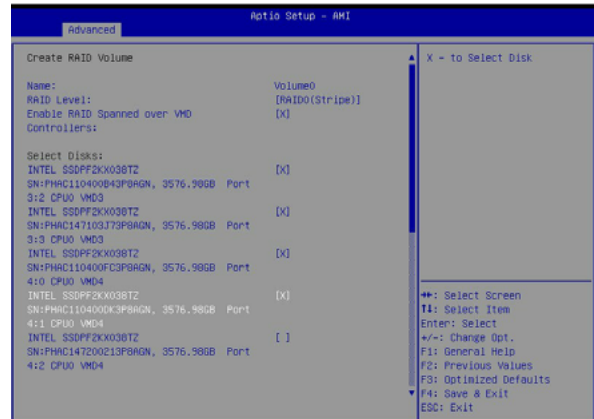 Aptio Setup - AMI
Advanced
Create RAID Volume
X - to Select Disk
Name: Volume0
RAID Level: [RAID0(Stripe)]
Enable RAID Spanned over VMD [X]
Controllers:
Select Disks:
INTEL SSDPF2KX038TZ [X]
SN:PHAC110400B43P8AGN, 3576.98GB Port
3:2 CPU0 VMD3
INTEL SSDPF2KX038TZ [X]
SN:PHAC147103J73P8AGN, 3576.98GB Port
3:3 CPU0 VMD3
INTEL SSDPF2KX038TZ [X]
SN:PHAC110400FC3P8AGN, 3576.98GB Port
4:0 CPU0 VMD4
INTEL SSDPF2KX038TZ [X]
SN:PHAC110400DK3P8AGN, 3576.98GB Port
4:1 CPU0 VMD4
INTEL SSDPF2KX038TZ [ ]
SN:PHAC147200213P8AGN, 3576.98GB Port
4:2 CPU0 VMD4
→←: Select Screen
↑↓: Select Item
Enter: Select
+/-: Change Opt.
F1: General Help
F2: Previous Values
F3: Optimized Defaults
F4: Save & Exit
ESC: Exit